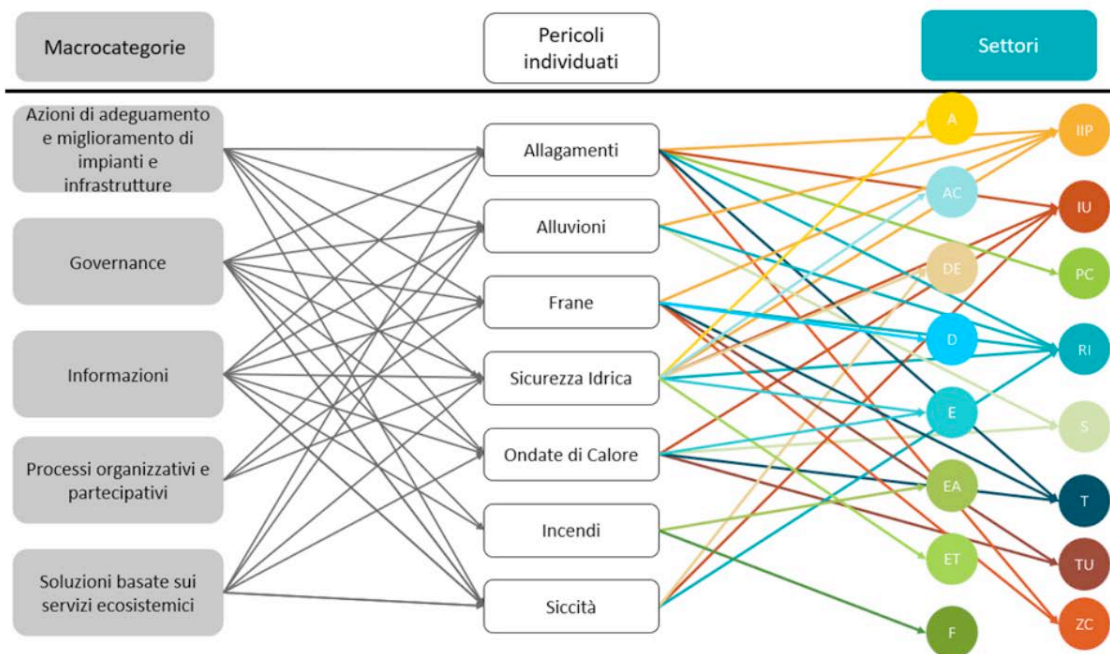 Macrocategorie
Pericoli
individuati
Settori
Azioni di adeguamento
e miglioramento di
impianti e
infrastrutture
Governance
Informazioni
Processi organizzativi e
partecipativi
Soluzioni basate sui
servizi ecosistemici
Allagamenti
Alluvioni
Frane
Sicurezza Idrica
Ondate di Calore
Incendi
Siccità
A
AC
DE
D
E
EA
ET
F
IIP
IU
PC
RI
S
T
TU
ZC